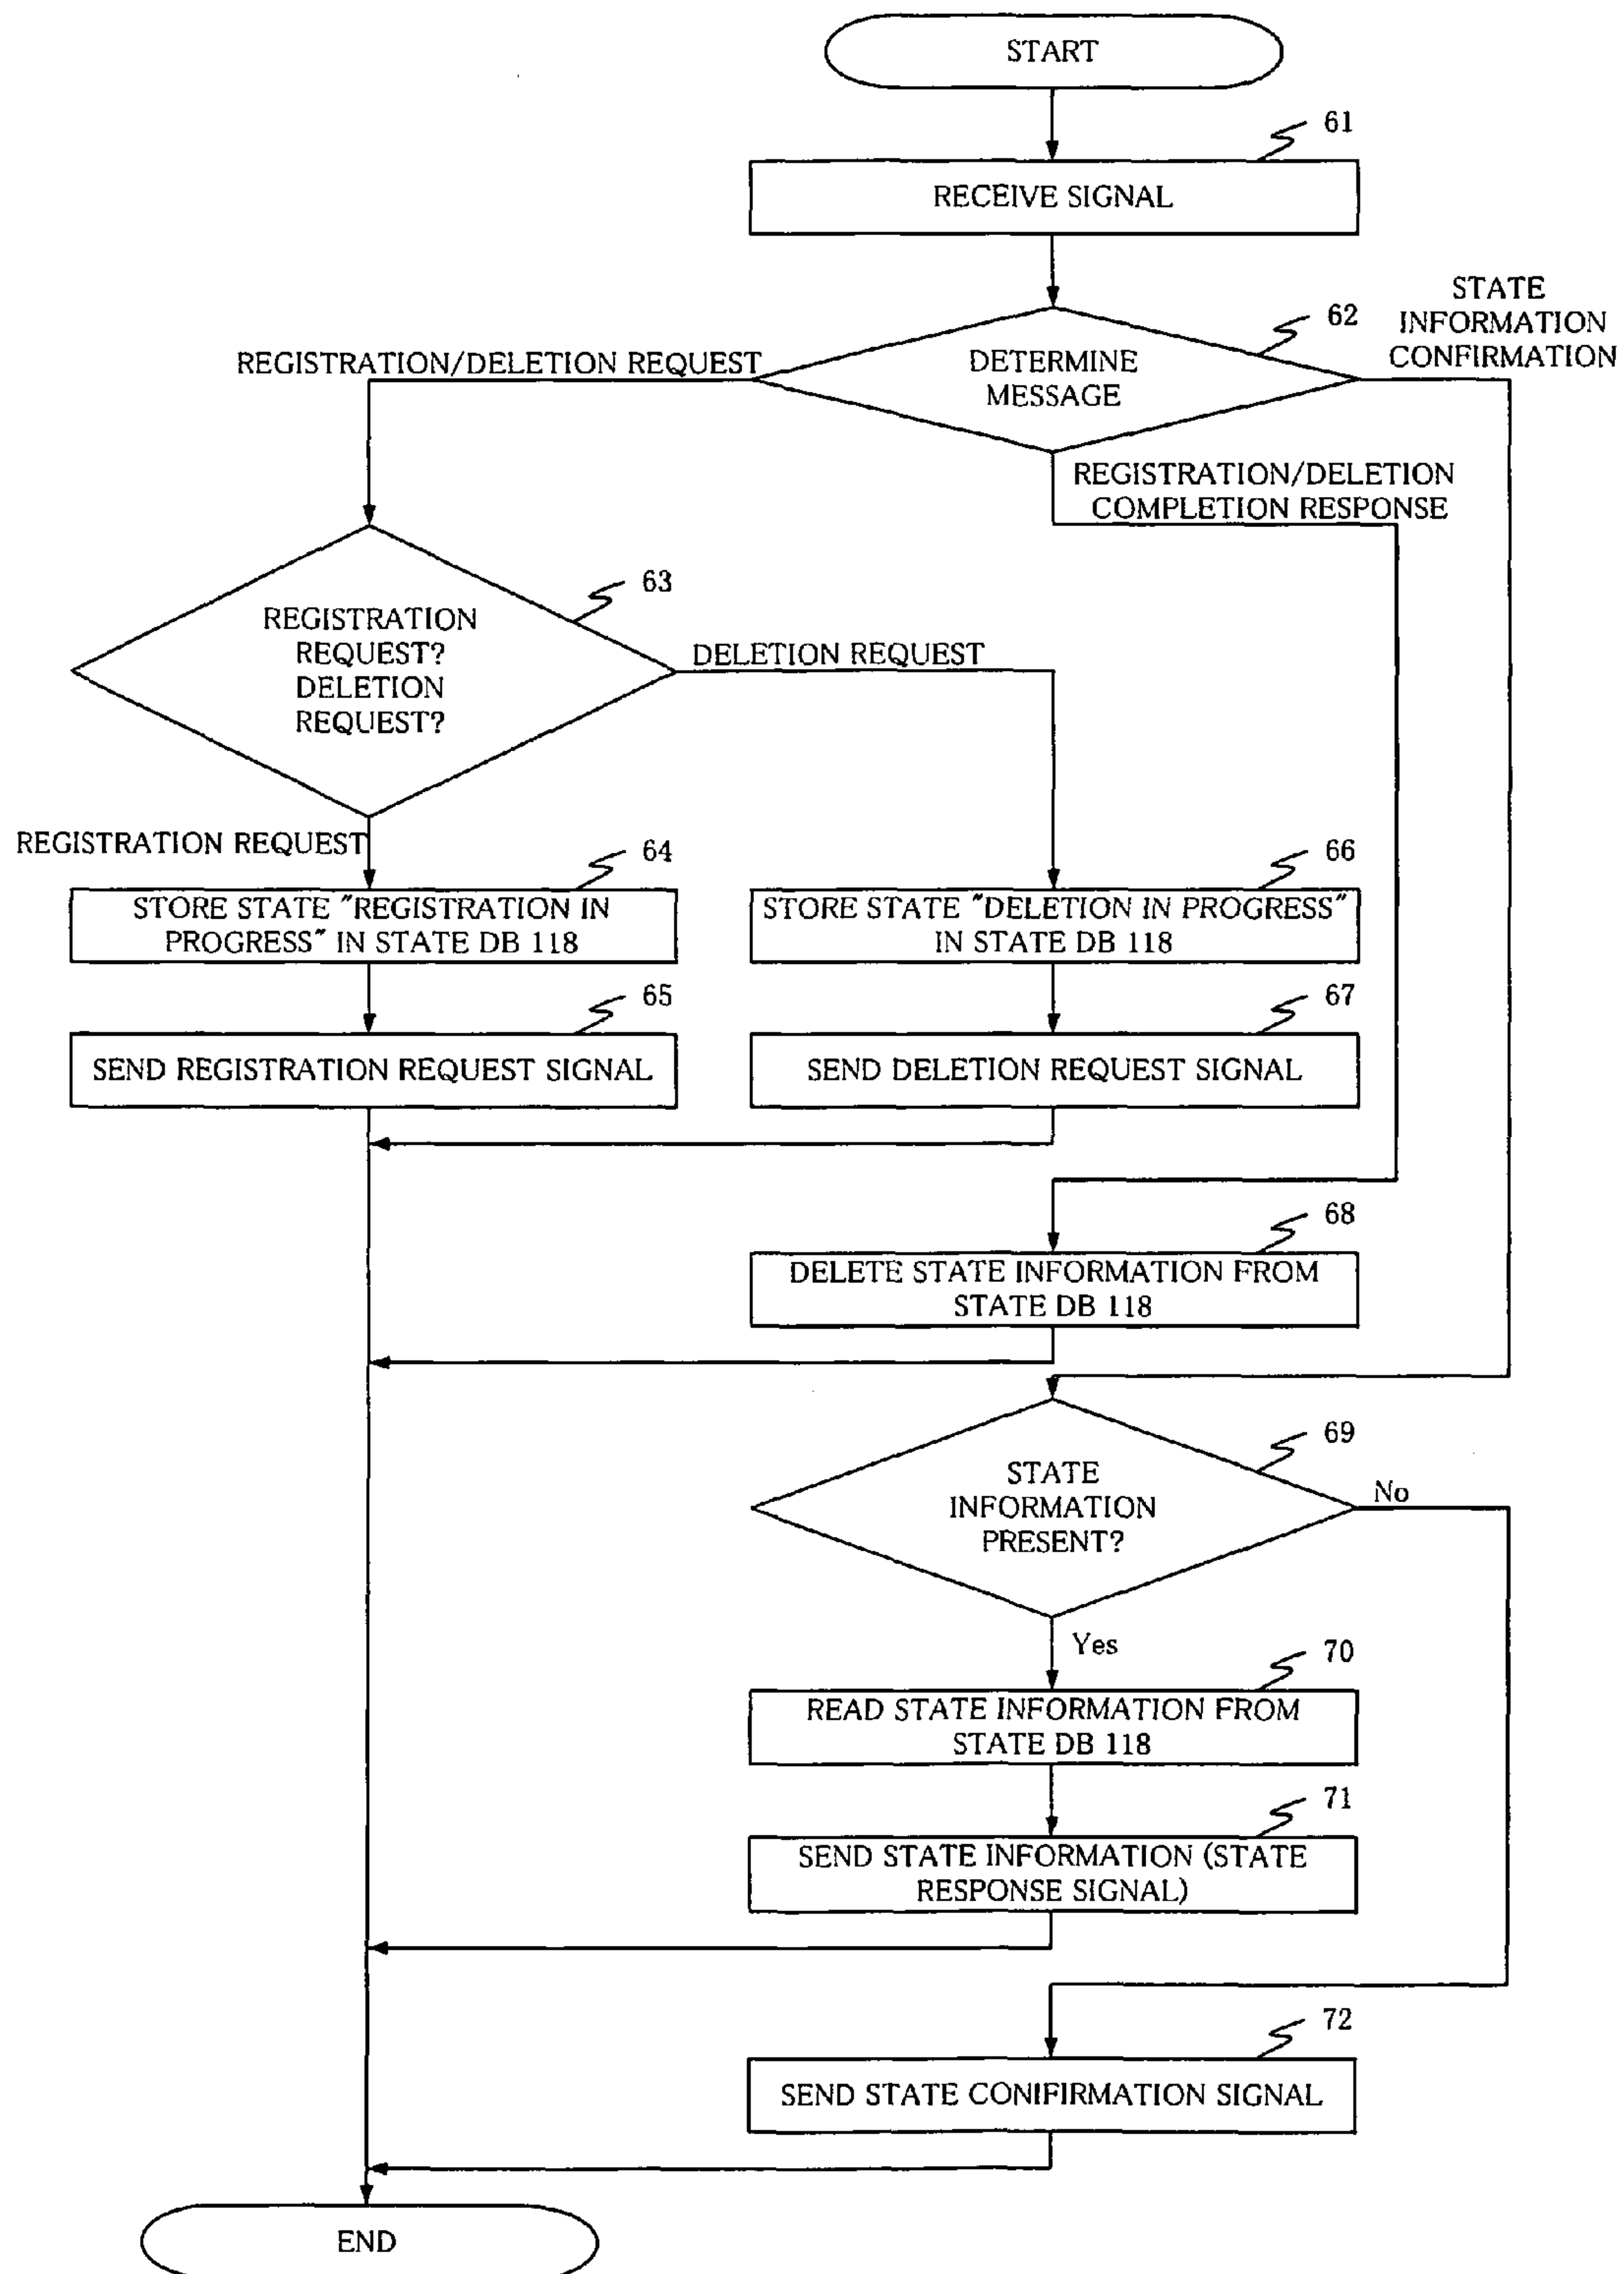 START
61
RECEIVE SIGNAL
STATE
INFORMATION
CONFIRMATION
62
DETERMINE
MESSAGE
REGISTRATION/DELETION REQUEST
REGISTRATION/DELETION
COMPLETION RESPONSE
63
REGISTRATION
REQUEST?
DELETION
REQUEST?
DELETION REQUEST
REGISTRATION REQUEST
64
STORE STATE "REGISTRATION IN
PROGRESS" IN STATE DB 118
66
STORE STATE "DELETION IN PROGRESS"
IN STATE DB 118
65
SEND REGISTRATION REQUEST SIGNAL
67
SEND DELETION REQUEST SIGNAL
68
DELETE STATE INFORMATION FROM
STATE DB 118
69
STATE
INFORMATION
PRESENT?
No
Yes
70
READ STATE INFORMATION FROM
STATE DB 118
71
SEND STATE INFORMATION (STATE
RESPONSE SIGNAL)
72
SEND STATE CONIFIRMATION SIGNAL
END